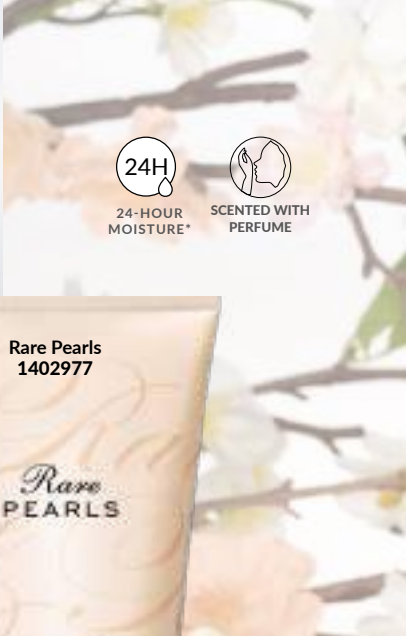 24H
24-HOUR
MOISTURE*
SCENTED WITH
PERFUME
Rare Pearls
1402977
Rare
PEARLS